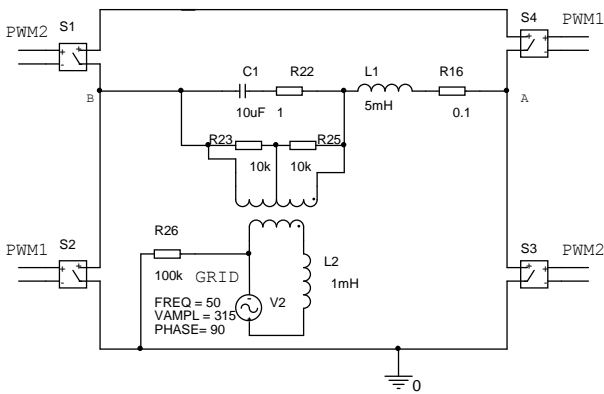 S1
S4
PWM2
PWM1
C1
R22
L1
R16
B
10uF
1
5mH
0.1
A
R23
R25
10k
10k
R26
L2
PWM1
S2
S3
PWM2
100k
GRID
1mH
FREQ = 50
VAMPL = 315
PHASE= 90
V2
0